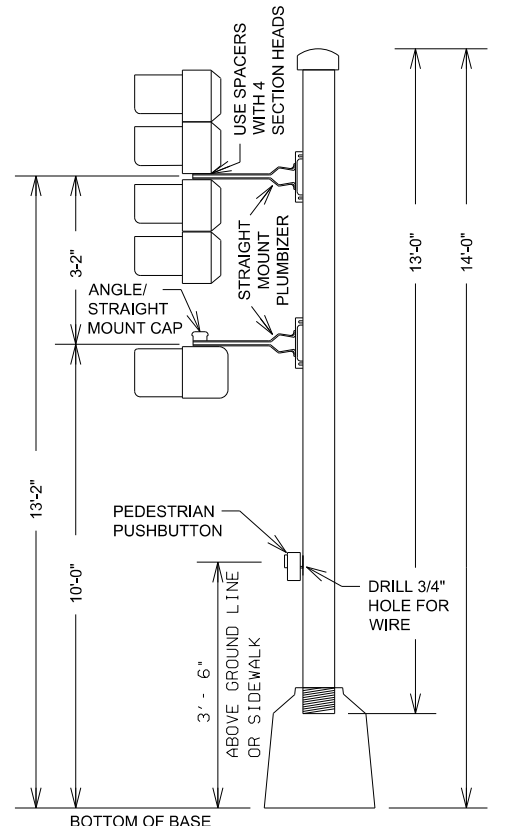 USE SPACERS
WITH 4
SECTION HEADS
STRAIGHT
MOUNT
PLUMBIZER
ANGLE/
STRAIGHT
MOUNT CAP
3-2"
13'-0"
14'-0"
13'-2"
10'-0"
PEDESTRIAN
PUSHBUTTON
3' - 6"
ABOVE GROUND LINE
OR SIDEWALK
DRILL 3/4"
HOLE FOR
WIRE
BOTTOM OF BASE